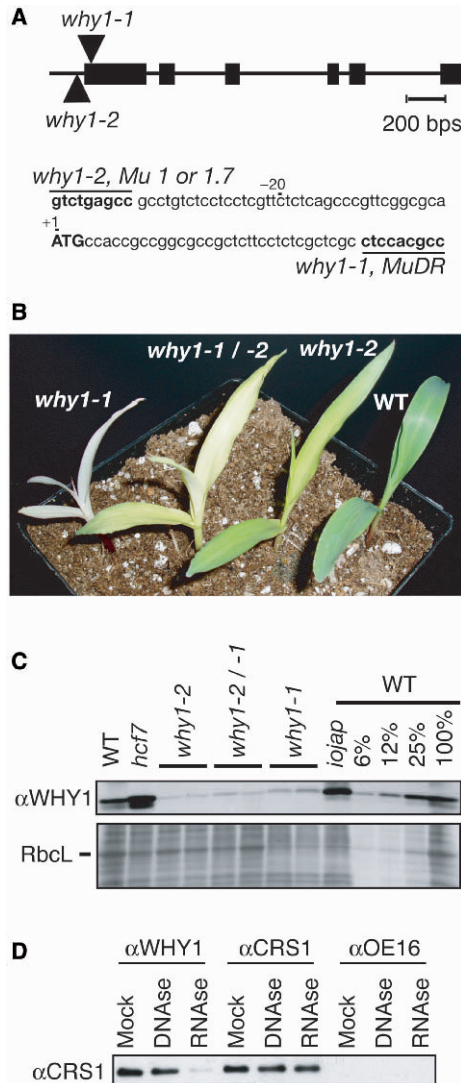 A
why1-1
why1-2
200 bps
why1-2, Mu 1 or 1.7
−20
gtctgagcc gcctgtctcctcctcgttctctcagcccgttcggcgca
+1
ATGccaccgccggcgccgctcttcctctcgctcgc ctccacgcc
why1-1, MuDR
B
why1-1
why1-1 / -2
why1-2
WT
C
WT
hcf7
why1-2
why1-2 / -1
why1-1
iojap
WT
6%
12%
25%
100%
αWHY1
RbcL
D
αWHY1 αCRS1 αOE16
Mock DNAse RNAse Mock DNAse RNAse Mock DNAse RNAse
αCRS1